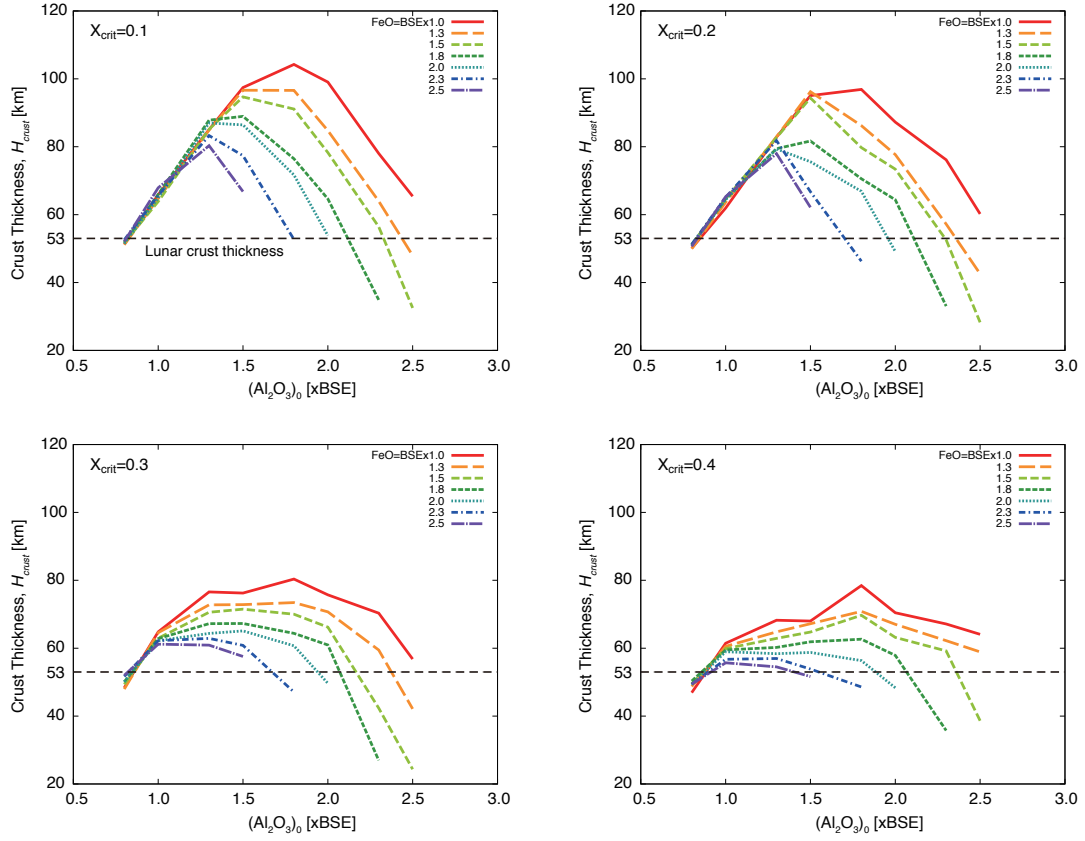 X_crit=0.1
FeO=BSEx1.0
1.3
1.5
1.8
2.0
2.3
2.5
120
100
80
60
53
40
20
Lunar crust thickness
Crust Thickness, H_crust [km]
0.5 1.0 1.5 2.0 2.5 3.0
(Al₂O₃)₀ [xBSE]
X_crit=0.2
FeO=BSEx1.0
1.3
1.5
1.8
2.0
2.3
2.5
120
100
80
60
53
40
20
Crust Thickness, H_crust [km]
0.5 1.0 1.5 2.0 2.5 3.0
(Al₂O₃)₀ [xBSE]
X_crit=0.3
FeO=BSEx1.0
1.3
1.5
1.8
2.0
2.3
2.5
120
100
80
60
53
40
20
Crust Thickness, H_crust [km]
0.5 1.0 1.5 2.0 2.5 3.0
(Al₂O₃)₀ [xBSE]
X_crit=0.4
FeO=BSEx1.0
1.3
1.5
1.8
2.0
2.3
2.5
120
100
80
60
53
40
20
Crust Thickness, H_crust [km]
0.5 1.0 1.5 2.0 2.5 3.0
(Al₂O₃)₀ [xBSE]